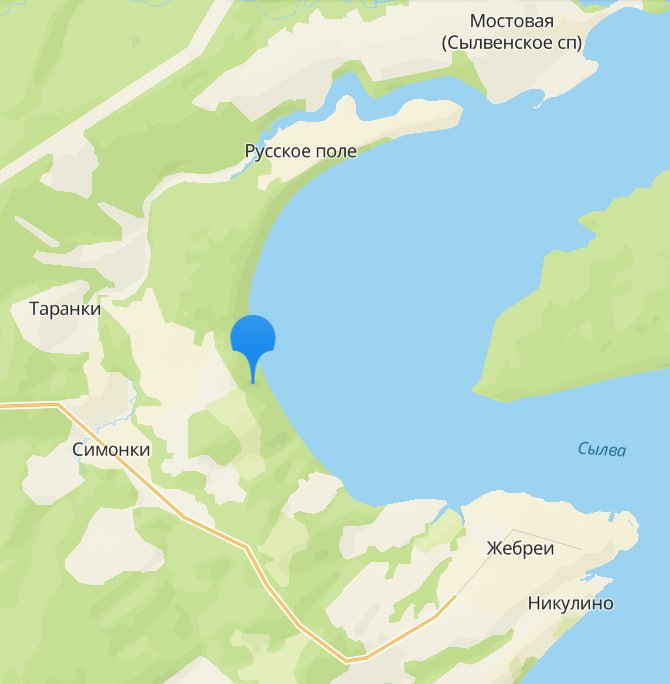 Мостовая
(Сылвенское сп)
Русское поле
Таранки
Симонки
Сылва
Жебреи
Никулино